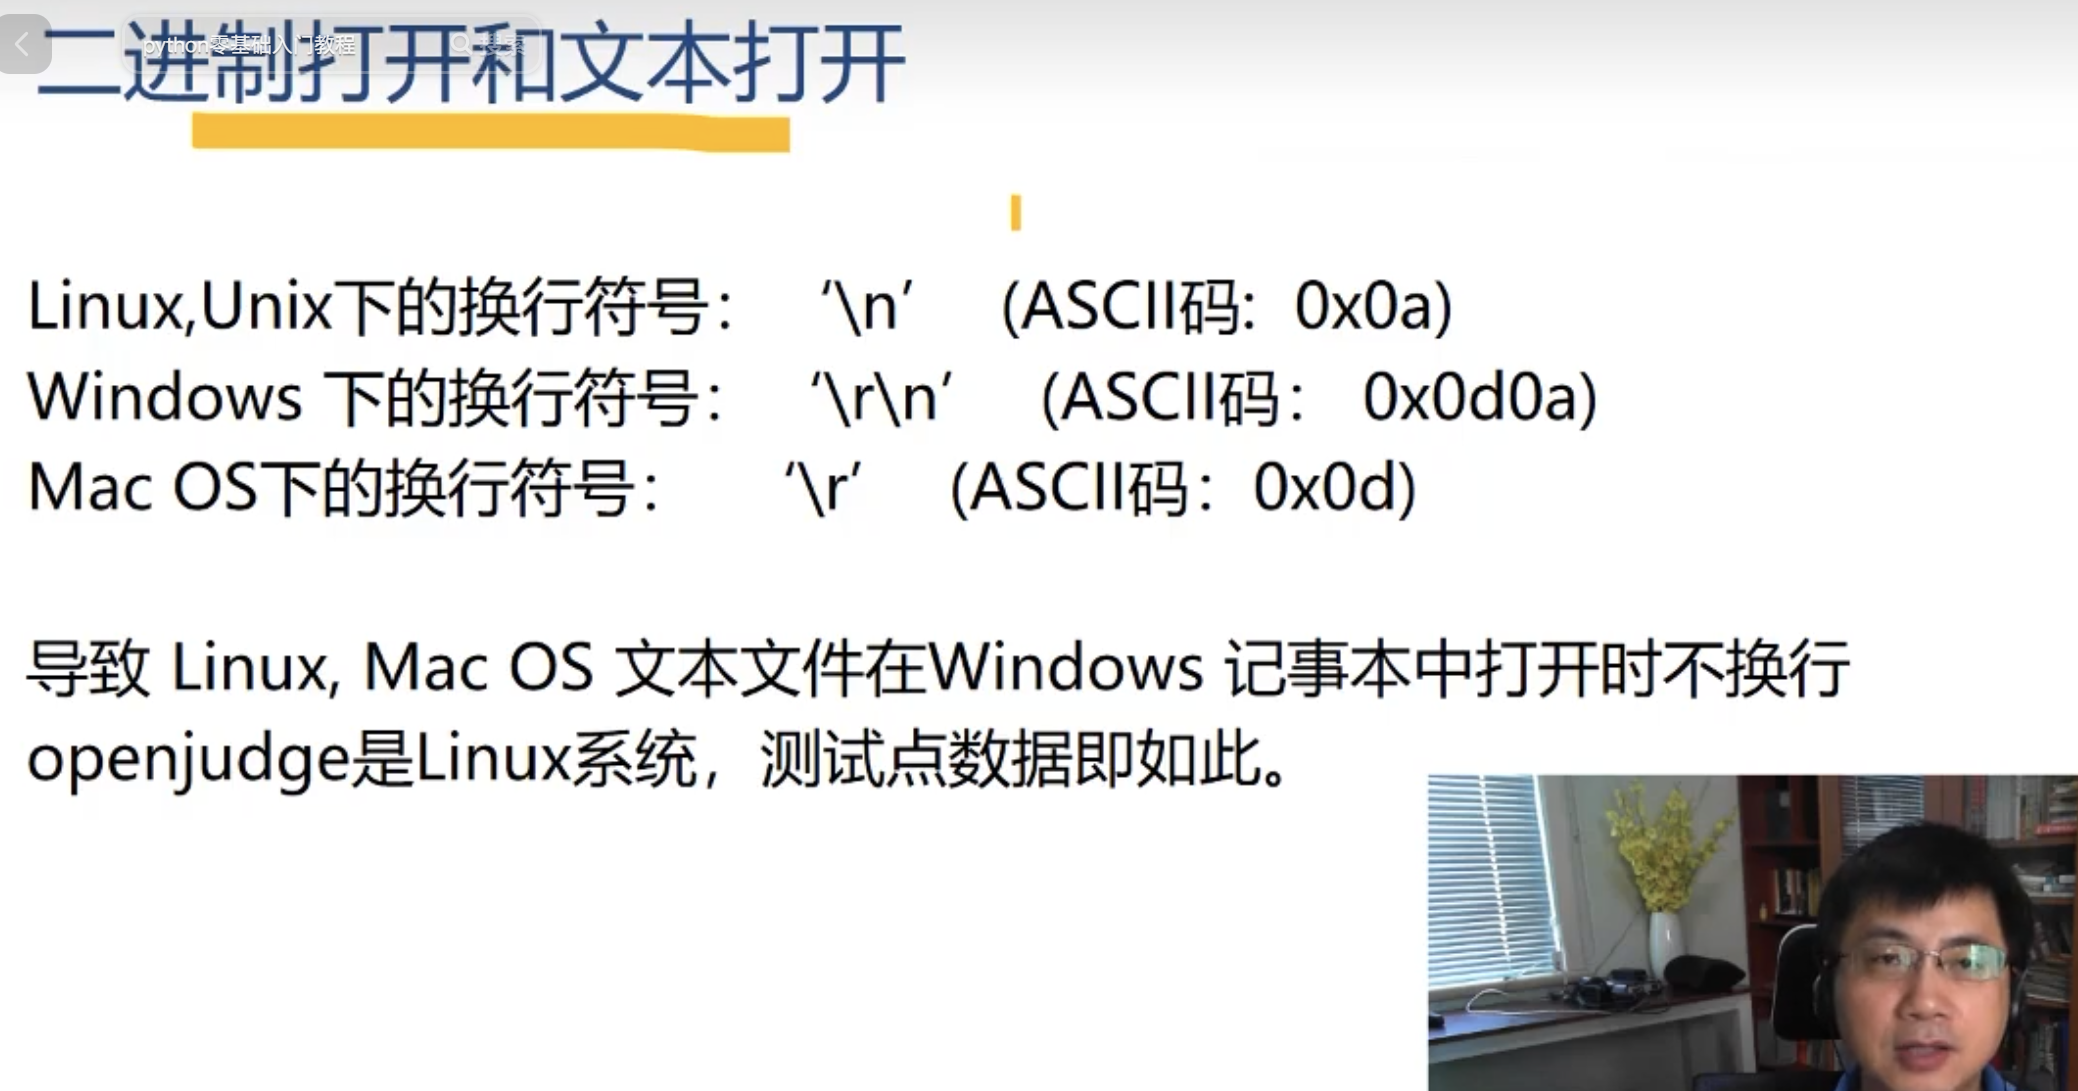 二进制打开和文本打开
python零基础入门教程 搜索
Linux,Unix下的换行符号： ‘\n’ (ASCII码: 0x0a)
Windows 下的换行符号： ‘\r\n’ (ASCII码： 0x0d0a)
Mac OS下的换行符号： ‘\r’ (ASCII码：0x0d)
导致 Linux, Mac OS 文本文件在Windows 记事本中打开时不换行
openjudge是Linux系统，测试点数据即如此。